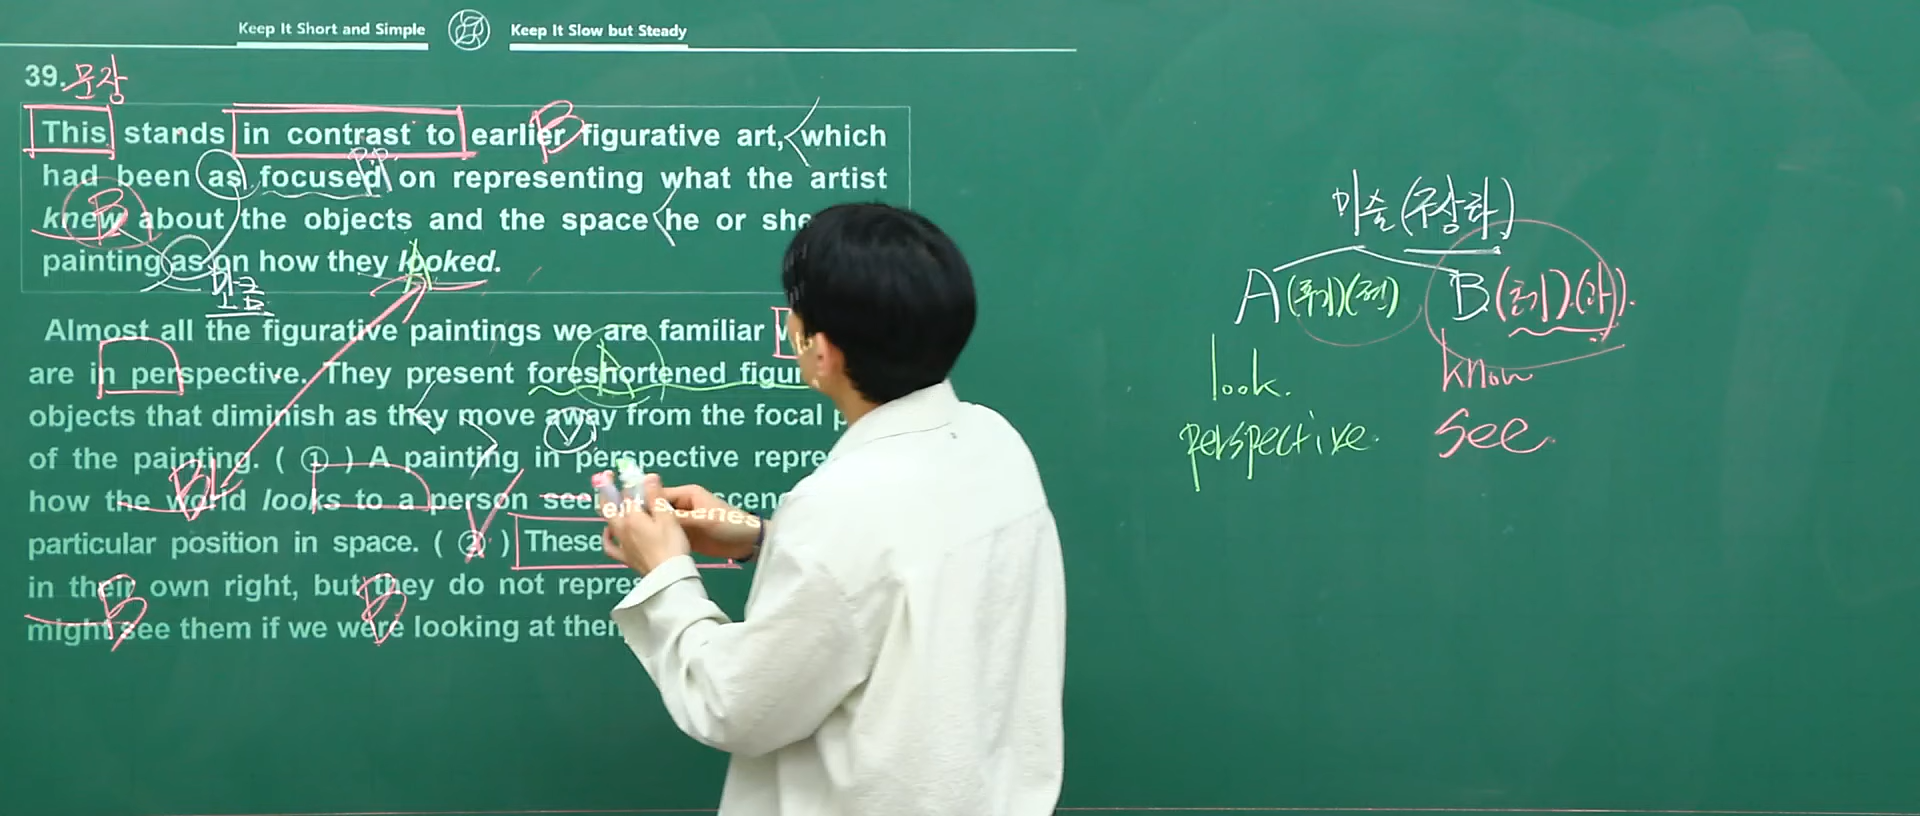 Keep It Short and Simple
Keep It Slow but Steady
39. 문장
This stands in contrast to earlier figurative art, which
had been as focused on representing what the artist
knew about the objects and the space he or she
painting as on how they looked.
Almost all the figurative paintings we are familiar
are in perspective. They present foreshortened
objects that diminish as they move away from the focal
of the painting. ( ① ) A painting in perspective
how the world looks to a person
particular position in space. ( ② ) These
in their own right, but they do not
might see them if we were looking at
P.P.
B
B
A
A
B
B
B
미술(추상화)
A
B
look.
know
perspective.
see.